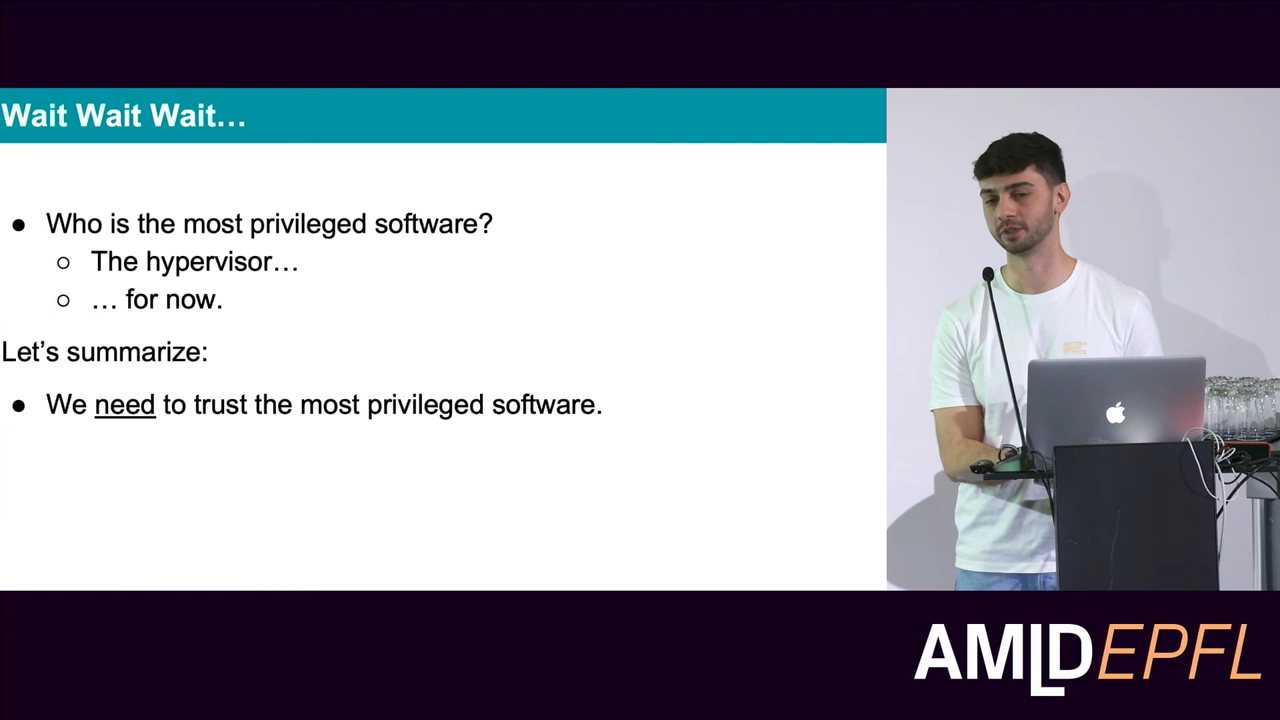 Wait Wait Wait…
● Who is the most privileged software?
○ The hypervisor…
○ … for now.
Let’s summarize:
● We need to trust the most privileged software.
AMLD EPFL